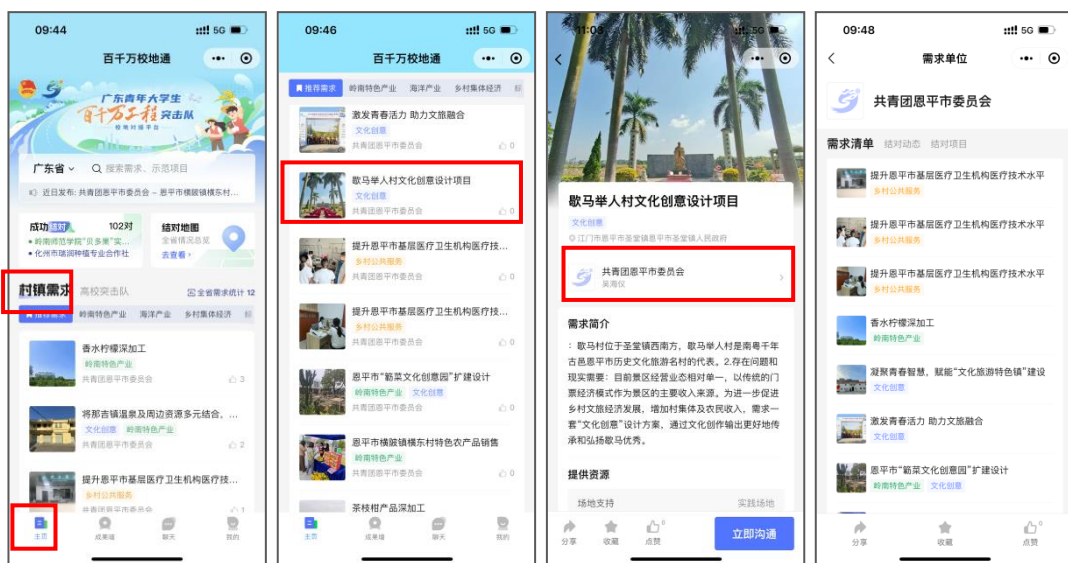 09:44
5G
百千万校地通
广东青年大学生
百千万工程 突击队
校地对接平台
广东省
搜索需求、示范项目
近日发布: 共青团恩平市委员会 – 恩平市横陂镇横东村...
成功结对
102对
岭南师范学院"贝多果"实...
化州市瑞润种植专业合作社
结对地图
全省情况总览
去查看
村镇需求
高校突击队
全省需求统计 12
推荐需求
岭南特色产业
海洋产业
乡村集体经济
香水柠檬深加工
岭南特色产业
共青团恩平市委员会
3
将那吉镇温泉及周边资源多元结合，...
文化创意
岭南特色产业
共青团恩平市委员会
2
提升恩平市基层医疗卫生机构医疗技...
乡村公共服务
共青团恩平市委员会
1
主页
成果墙
聊天
我的
09:46
5G
百千万校地通
推荐需求
岭南特色产业
海洋产业
乡村集体经济
激发青春活力 助力文旅融合
文化创意
共青团恩平市委员会
0
歇马举人村文化创意设计项目
文化创意
共青团恩平市委员会
0
提升恩平市基层医疗卫生机构医疗技...
乡村公共服务
共青团恩平市委员会
0
提升恩平市基层医疗卫生机构医疗技...
乡村公共服务
共青团恩平市委员会
0
恩平市"簕菜文化创意园"扩建设计
岭南特色产业
文化创意
共青团恩平市委员会
0
恩平市横陂镇横东村特色农产品销售
岭南特色产业
共青团恩平市委员会
0
茶枝柑产品深加工
主页
成果墙
聊天
我的
11:03
5G
歇马举人村文化创意设计项目
文化创意
江门市恩平市圣堂镇恩平市圣堂镇人民政府
共青团恩平市委员会
吴海仪
需求简介
：歇马村位于圣堂镇西南方，歇马举人村是南粤千年
古邑恩平市历史文化旅游名村的代表。2.存在问题和
现实需要：目前景区经营业态相对单一，以传统的门
票经济模式作为景区的主要收入来源。为进一步促进
乡村文旅经济发展，增加村集体及农民收入，需求一
套"文化创意"设计方案，通过文化创作输出更好地传
承和弘扬歇马优秀。
提供资源
场地支持
实践场地
分享
收藏
点赞
0
立即沟通
09:48
5G
需求单位
共青团恩平市委员会
需求清单
结对动态
结对项目
提升恩平市基层医疗卫生机构医疗技术水平
乡村公共服务
提升恩平市基层医疗卫生机构医疗技术水平
乡村公共服务
提升恩平市基层医疗卫生机构医疗技术水平
乡村公共服务
香水柠檬深加工
岭南特色产业
凝聚青春智慧，赋能"文化旅游特色镇"建设
文化创意
激发青春活力 助力文旅融合
文化创意
恩平市"簕菜文化创意园"扩建设计
岭南特色产业
文化创意
分享
收藏
点赞
0